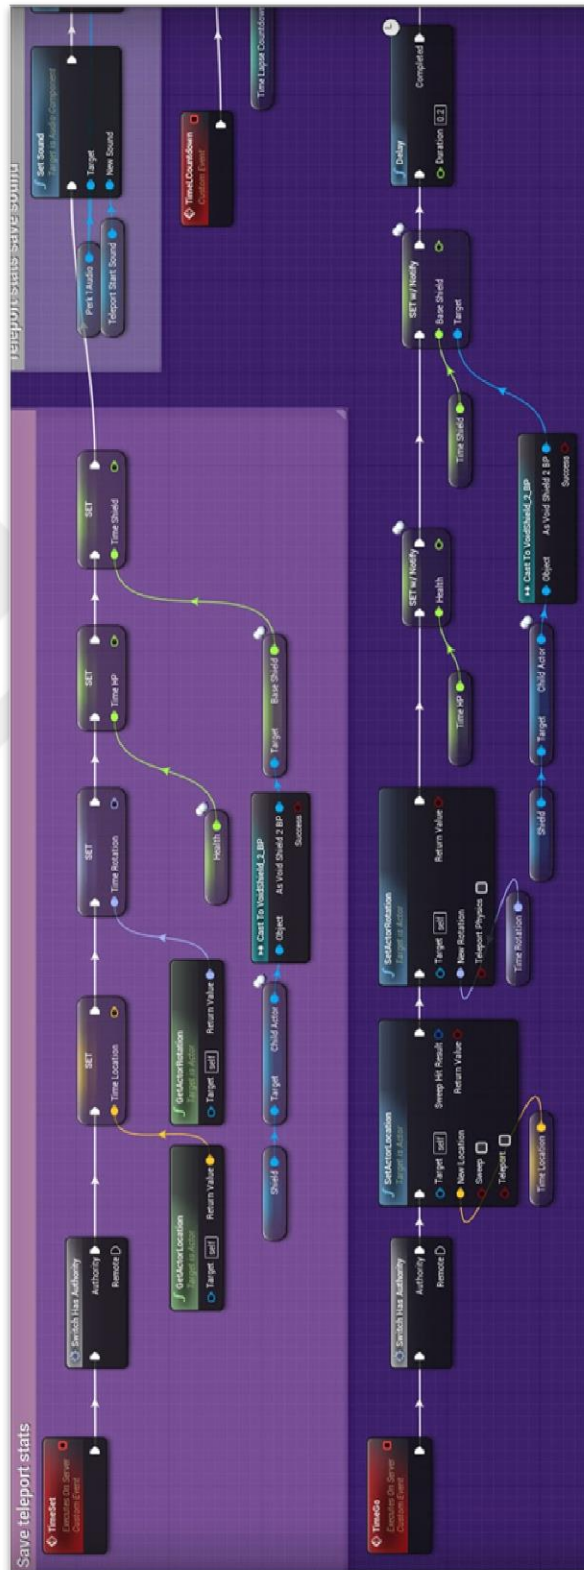 Save teleport stats
TimeSet
Executes On Server
Custom Event
Switch Has Authority
Authority
Remote
SET
Time Location
SET
Time Rotation
SET
Time HP
SET
Time Shield
GetActorLocation
Target is Actor
Target self
Return Value
GetActorRotation
Target is Actor
Target self
Return Value
Health
Shield
Target
Child Actor
Cast To VoidShield_2_BP
Object
As Void Shield 2 BP
Success
Target
Base Shield
Teleport stats save sound
Set Sound
Target is Audio Component
Target
New Sound
Perk 1 Audio
Teleport Start Sound
TimeLCountdown
Custom Event
Time Lapse Countdown
TimeGo
Executes On Server
Custom Event
Switch Has Authority
Authority
Remote
SetActorLocation
Target is Actor
Target self
Sweep Hit Result
New Location
Return Value
Sweep
Teleport
Time Location
SetActorRotation
Target is Actor
Target self
Return Value
New Rotation
Teleport Physics
Time Rotation
SET w/ Notify
Health
Time HP
SET w/ Notify
Base Shield
Target
Time Shield
Shield
Target
Child Actor
Cast To VoidShield_2_BP
Object
As Void Shield 2 BP
Success
Delay
Completed
Duration 0.2